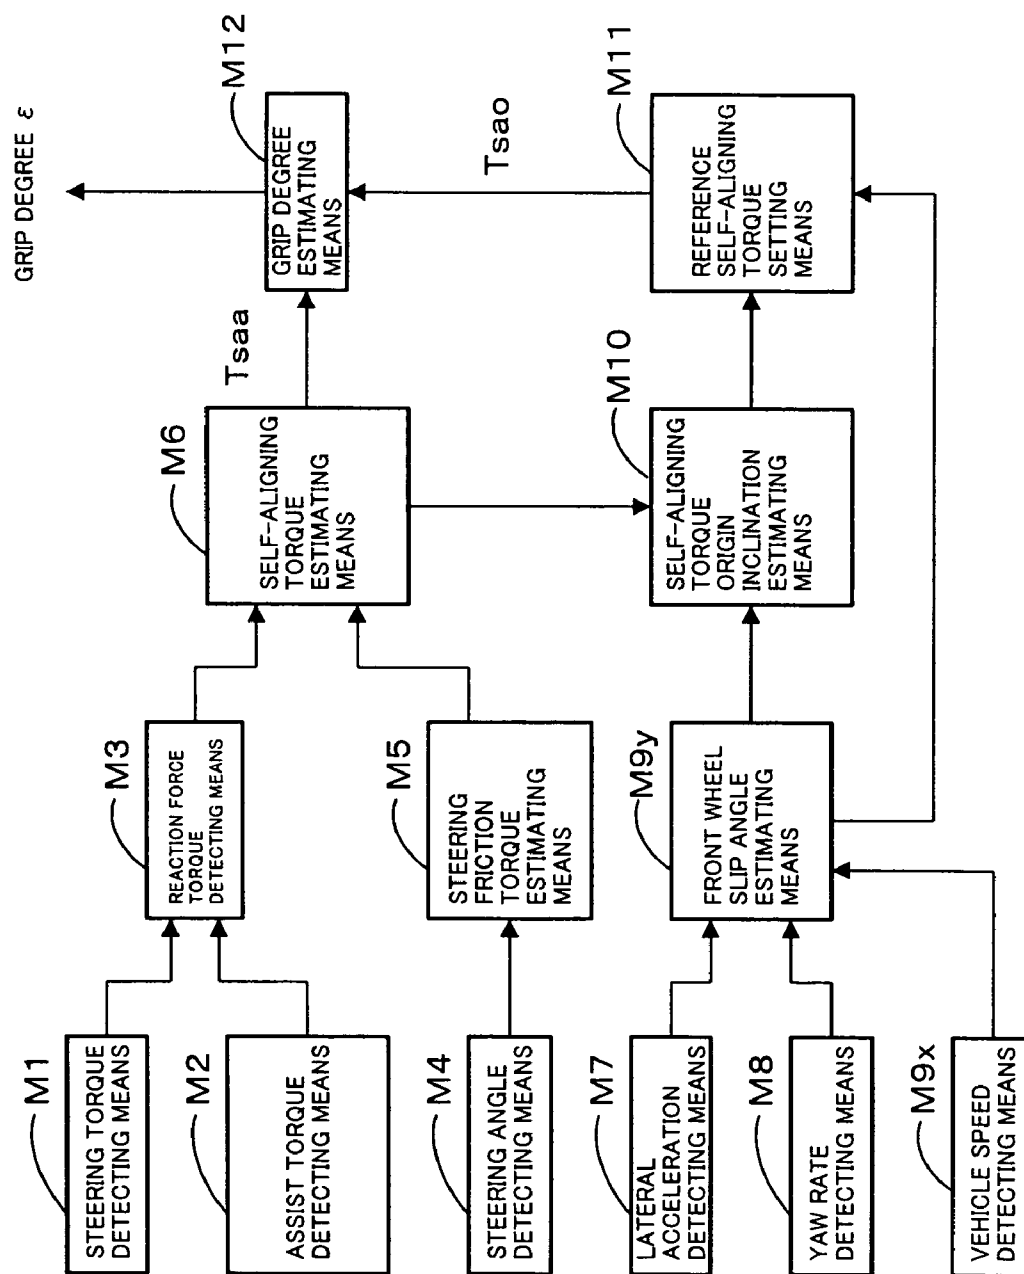 M1
STEERING TORQUE
DETECTING MEANS
M2
ASSIST TORQUE
DETECTING MEANS
M3
REACTION FORCE
TORQUE
DETECTING MEANS
M4
STEERING ANGLE
DETECTING MEANS
M5
STEERING
FRICTION
TORQUE
ESTIMATING
MEANS
M6
SELF-ALIGNING
TORQUE
ESTIMATING
MEANS
Tsaa
M7
LATERAL
ACCELERATION
DETECTING MEANS
M8
YAW RATE
DETECTING MEANS
M9x
VEHICLE SPEED
DETECTING MEANS
M9y
FRONT WHEEL
SLIP ANGLE
ESTIMATING
MEANS
M10
SELF-ALIGNING
TORQUE
ORIGIN
INCLINATION
ESTIMATING
MEANS
M11
REFERENCE
SELF-ALIGNING
TORQUE
SETTING
MEANS
Tsao
M12
GRIP DEGREE
ESTIMATING
MEANS
GRIP DEGREE ε